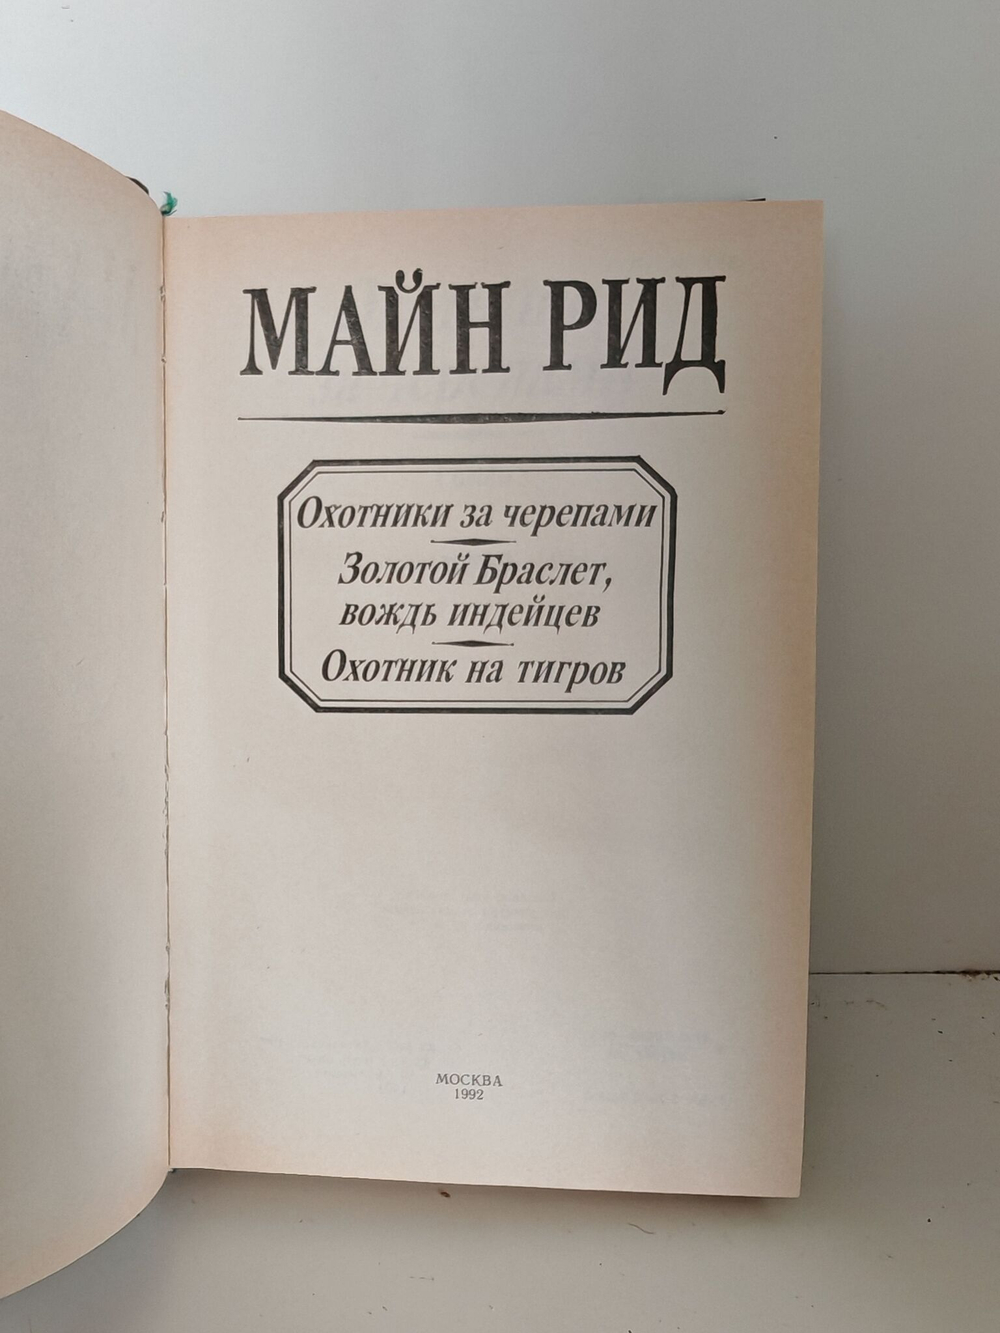 МАЙН РИД
Охотники за черепами
Золотой Браслет,
вождь индейцев
Охотник на тигров
МОСКВА
1992